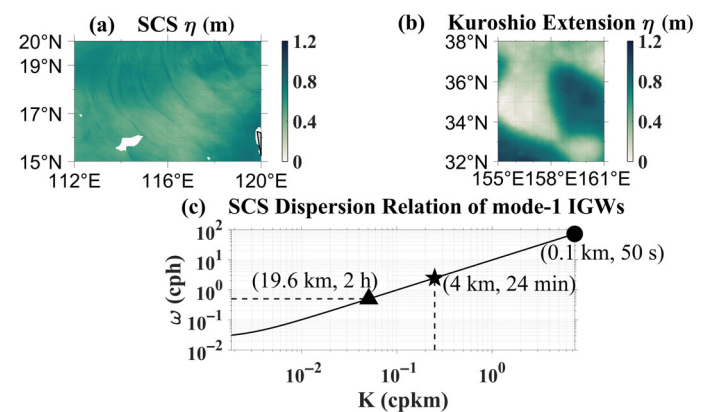 (a) SCS η (m)
20°N
19°N
17°N
15°N
112°E 116°E 120°E
1.2
0.8
0.4
0
(b) Kuroshio Extension η (m)
38°N
36°N
34°N
32°N
155°E 158°E 161°E
1.2
0.8
0.4
0
(c) SCS Dispersion Relation of mode-1 IGWs
ω (cph)
10²
10¹
10⁰
10⁻¹
10⁻²
(19.6 km, 2 h)
(4 km, 24 min)
(0.1 km, 50 s)
10⁻² 10⁻¹ 10⁰
K (cpkm)